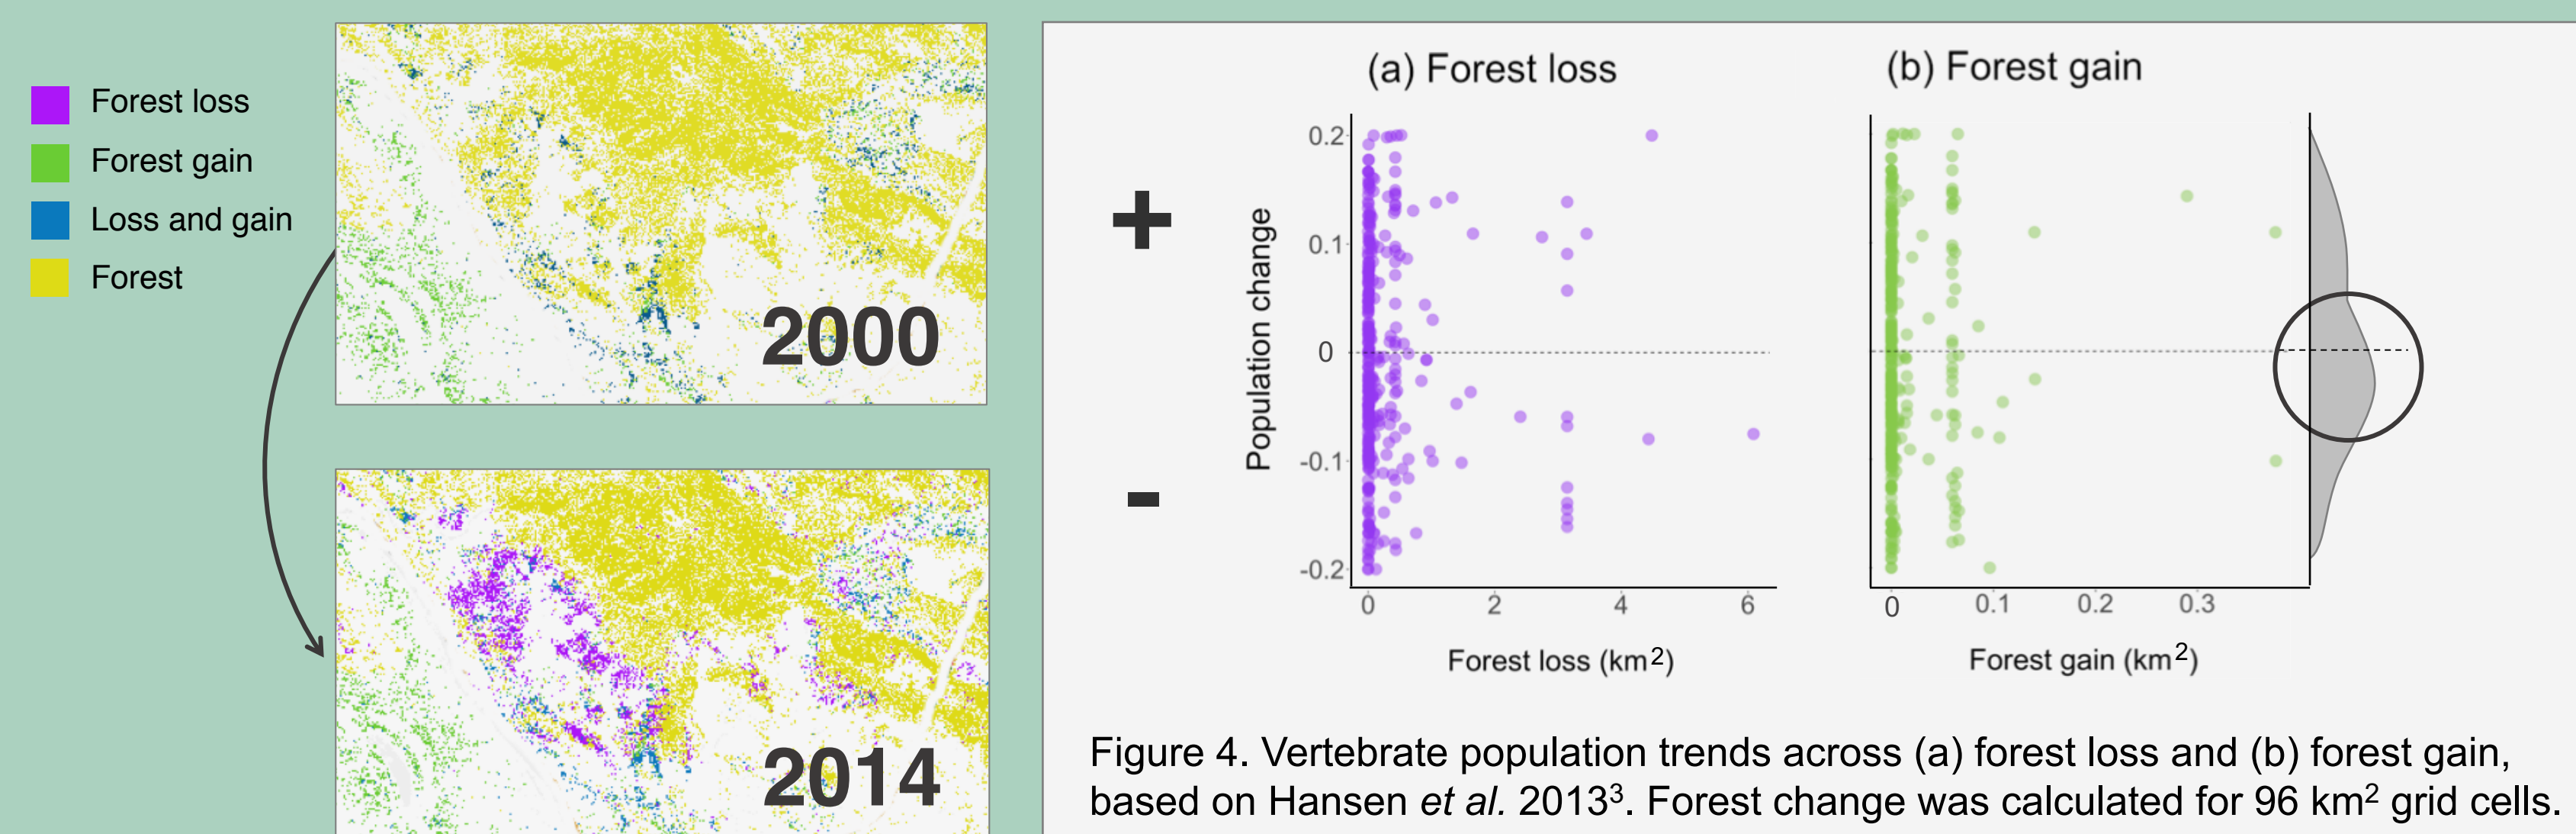 Forest loss
Forest gain
Loss and gain
Forest
2000
2014
(a) Forest loss
(b) Forest gain
+
-
Population change
0.2
0.1
0
-0.1
-0.2
0 2 4 6
Forest loss (km²)
0 0.1 0.2 0.3
Forest gain (km²)
Figure 4. Vertebrate population trends across (a) forest loss and (b) forest gain,
based on Hansen et al. 2013³. Forest change was calculated for 96 km² grid cells.